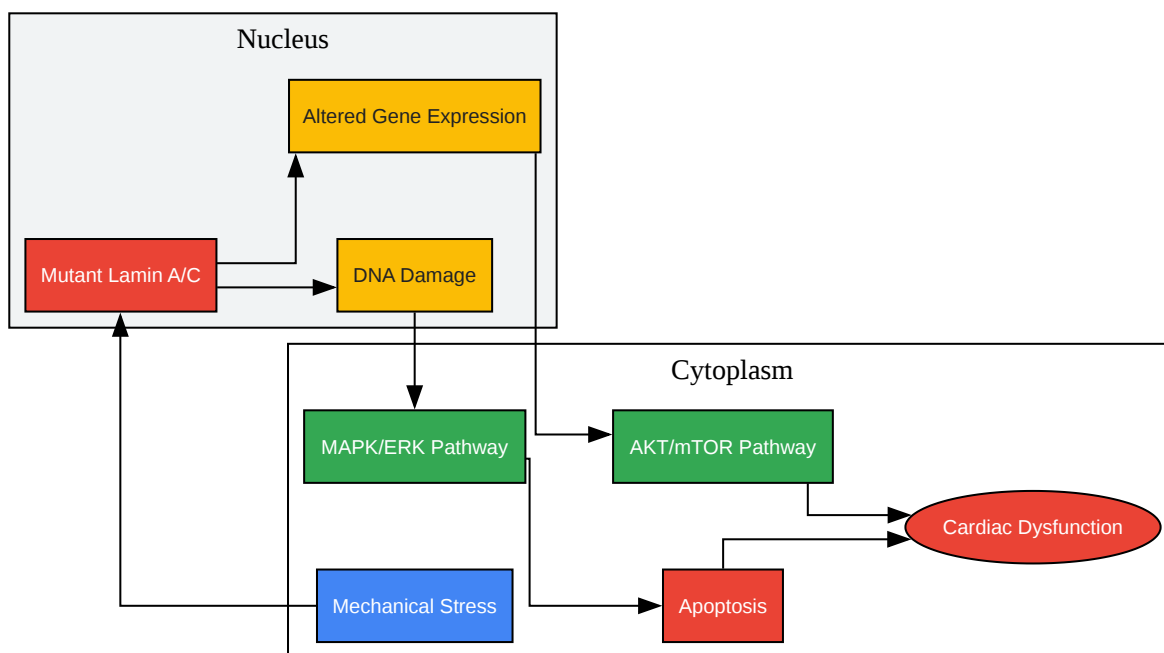 Nucleus
Altered Gene Expression
Mutant Lamin A/C
DNA Damage
Cytoplasm
MAPK/ERK Pathway
AKT/mTOR Pathway
Cardiac Dysfunction
Mechanical Stress
Apoptosis